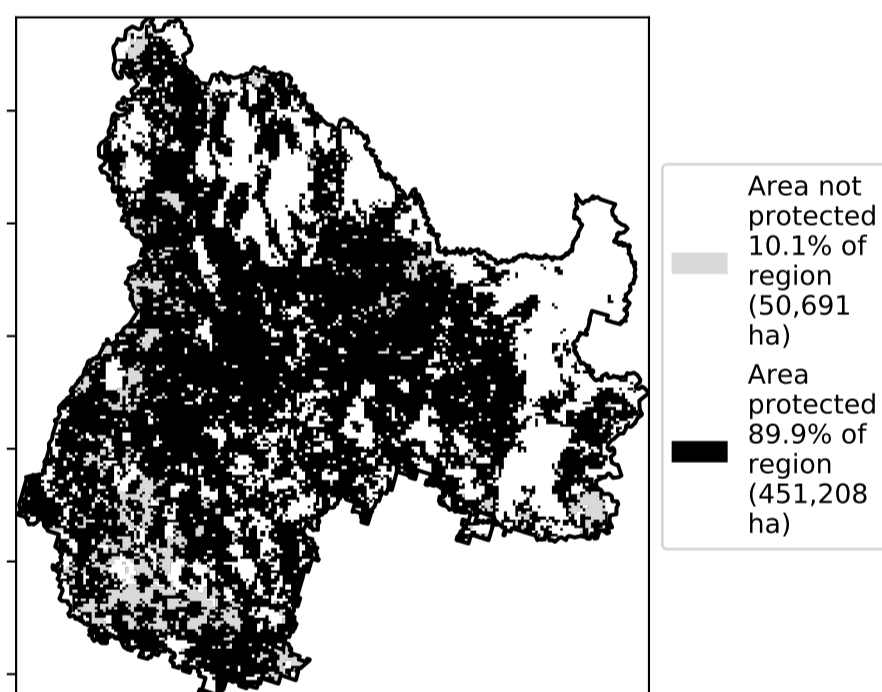 Area not
protected
10.1% of
region
(50,691
ha)
Area
protected
89.9% of
region
(451,208
ha)